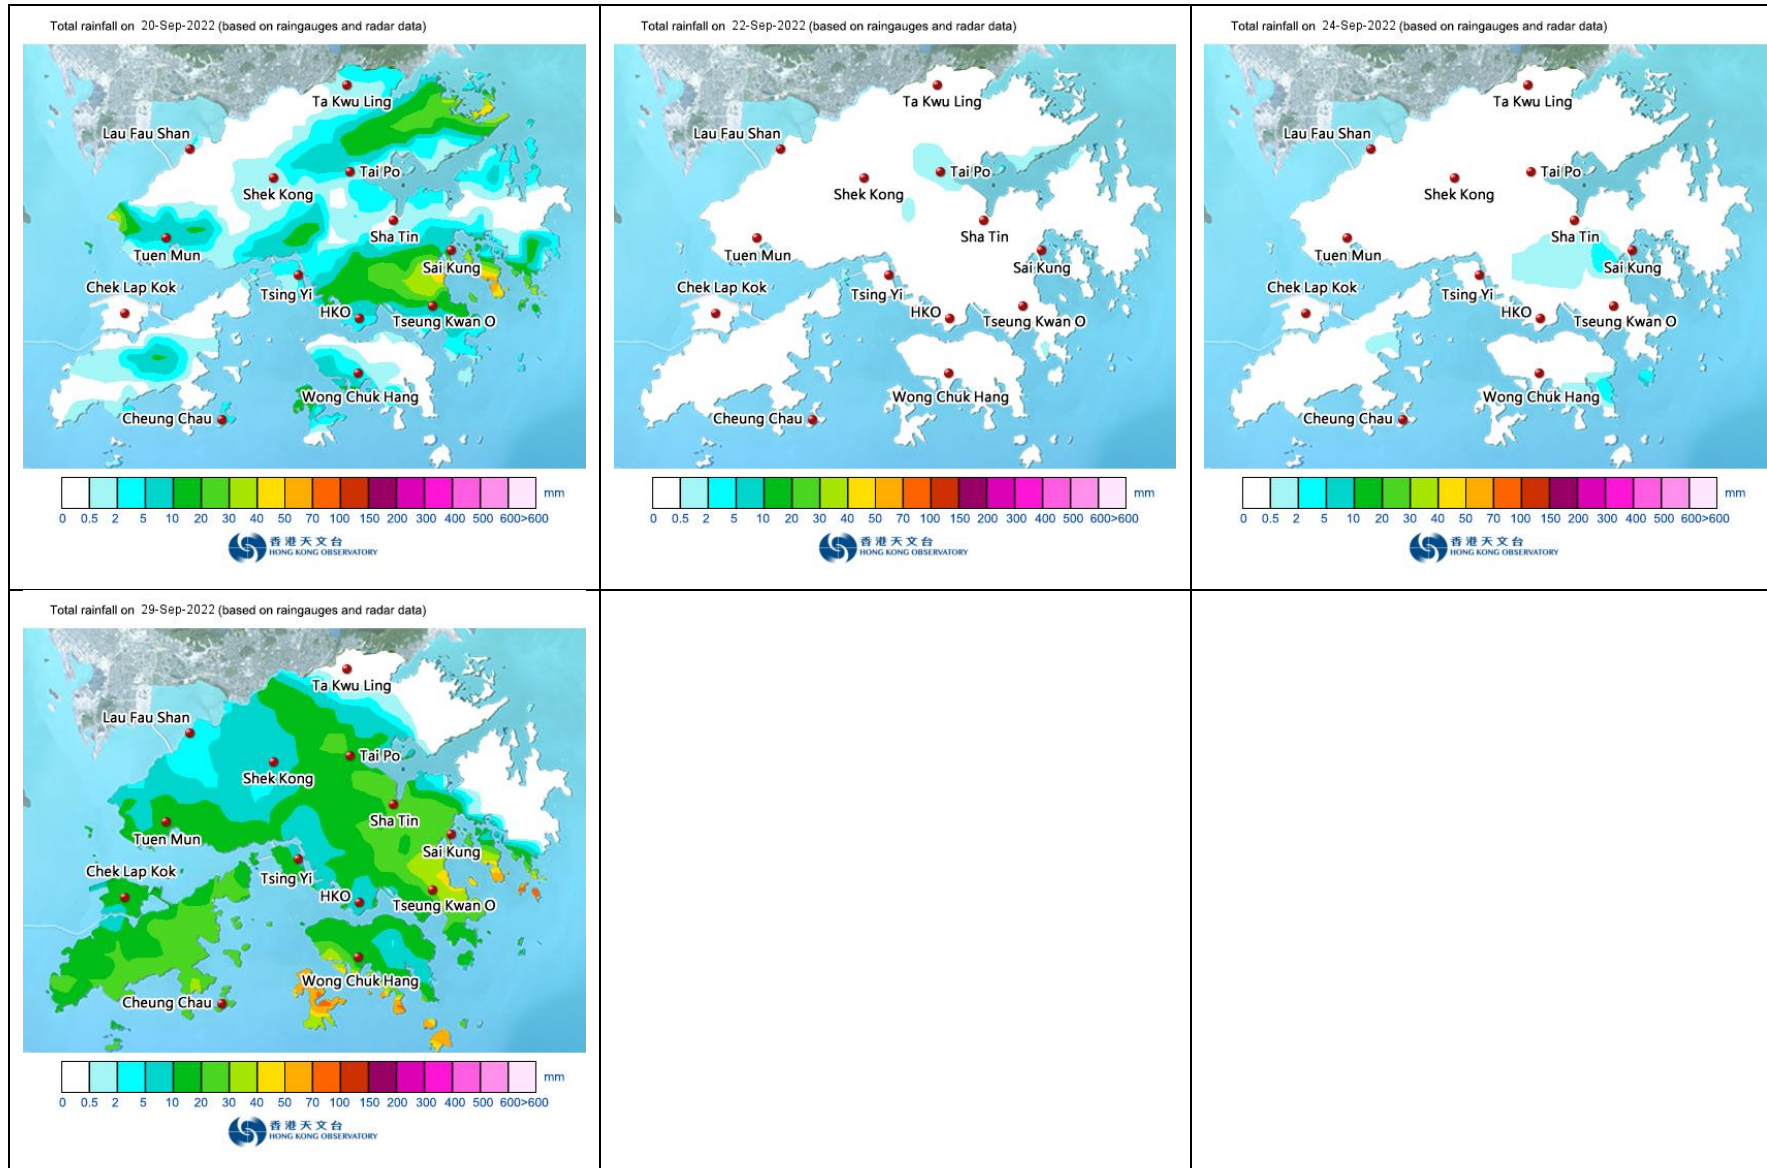 Total rainfall on 20-Sep-2022 (based on raingauges and radar data)
Ta Kwu Ling
Lau Fau Shan
Tai Po
Shek Kong
Sha Tin
Tuen Mun
Sai Kung
Chek Lap Kok
Tsing Yi
HKO
Tseung Kwan O
Wong Chuk Hang
Cheung Chau
mm
0 0.5 2 5 10 20 30 40 50 70 100 150 200 300 400 500 600>600
香港天文台
HONG KONG OBSERVATORY
Total rainfall on 22-Sep-2022 (based on raingauges and radar data)
Ta Kwu Ling
Lau Fau Shan
Tai Po
Shek Kong
Sha Tin
Tuen Mun
Sai Kung
Chek Lap Kok
Tsing Yi
HKO
Tseung Kwan O
Wong Chuk Hang
Cheung Chau
mm
0 0.5 2 5 10 20 30 40 50 70 100 150 200 300 400 500 600>600
香港天文台
HONG KONG OBSERVATORY
Total rainfall on 24-Sep-2022 (based on raingauges and radar data)
Ta Kwu Ling
Lau Fau Shan
Tai Po
Shek Kong
Sha Tin
Tuen Mun
Sai Kung
Chek Lap Kok
Tsing Yi
HKO
Tseung Kwan O
Wong Chuk Hang
Cheung Chau
mm
0 0.5 2 5 10 20 30 40 50 70 100 150 200 300 400 500 600>600
香港天文台
HONG KONG OBSERVATORY
Total rainfall on 29-Sep-2022 (based on raingauges and radar data)
Ta Kwu Ling
Lau Fau Shan
Tai Po
Shek Kong
Sha Tin
Tuen Mun
Sai Kung
Chek Lap Kok
Tsing Yi
HKO
Tseung Kwan O
Wong Chuk Hang
Cheung Chau
mm
0 0.5 2 5 10 20 30 40 50 70 100 150 200 300 400 500 600>600
香港天文台
HONG KONG OBSERVATORY